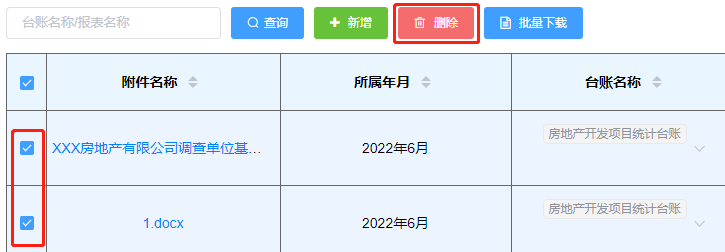 台账名称/报表名称 查询 新增 删除 批量下载
附件名称 所属年月 台账名称
XXX房地产有限公司调查单位基... 2022年6月 房地产开发项目统计台账
1.docx 2022年6月 房地产开发项目统计台账